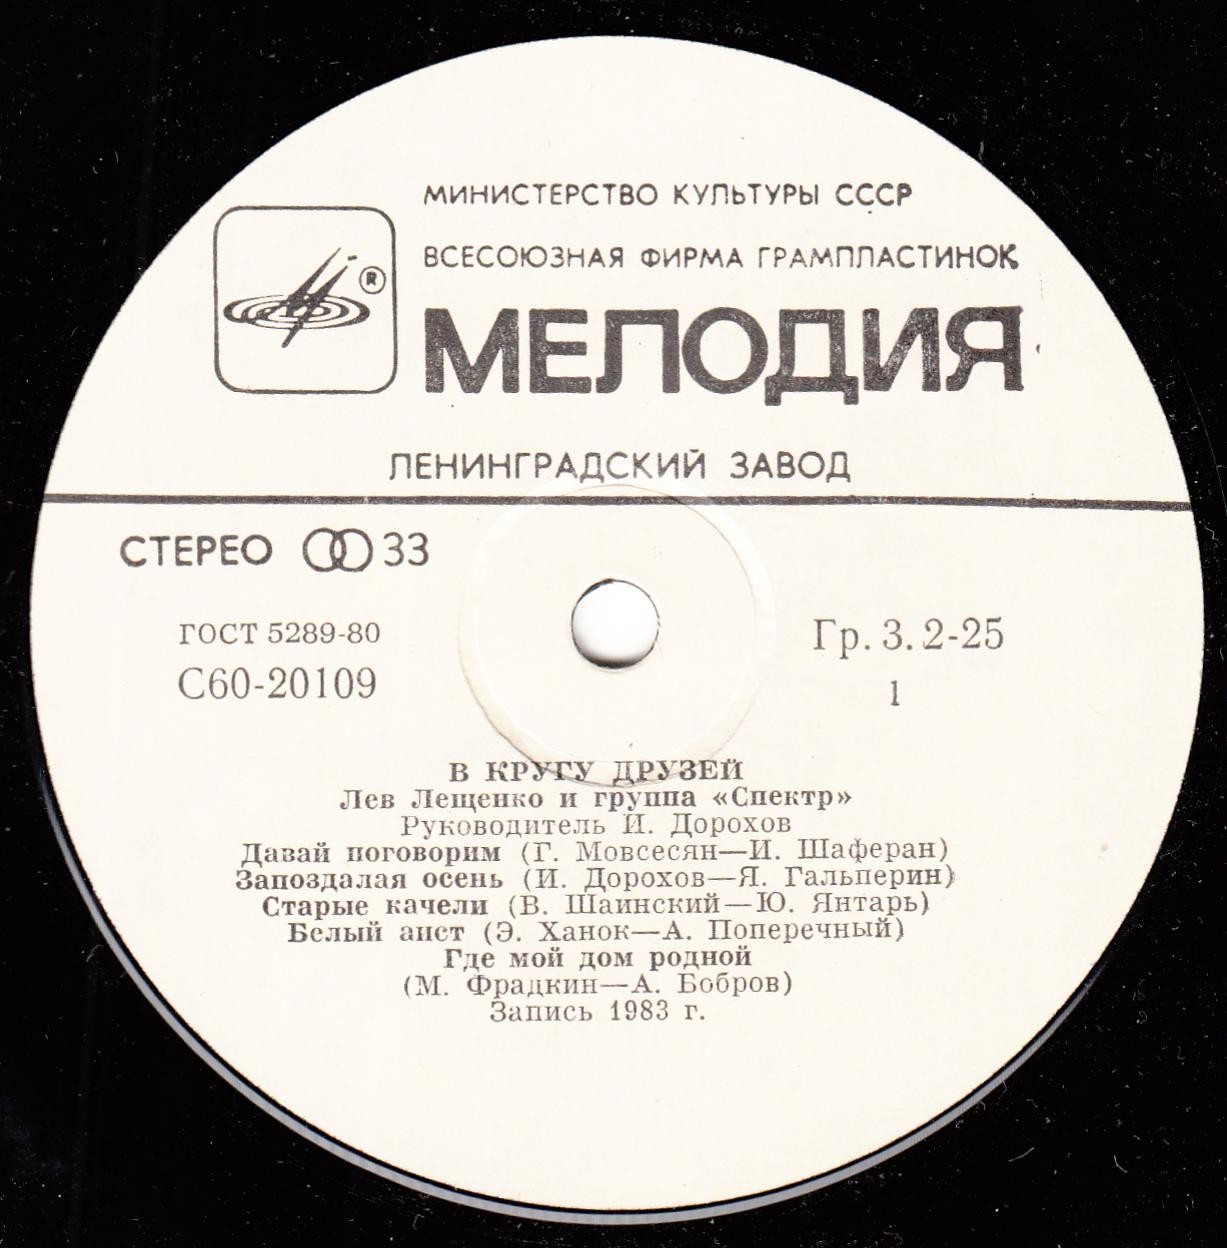 МИНИСТЕРСТВО КУЛЬТУРЫ СССР
ВСЕСОЮЗНАЯ ФИРМА ГРАМПЛАСТИНОК
®
МЕЛОДИЯ
ЛЕНИНГРАДСКИЙ ЗАВОД
СТЕРЕО 33
ГОСТ 5289-80
С60-20109
Гр. 3. 2-25
1
В КРУГУ ДРУЗЕЙ
Лев Лещенко и группа «Спектр»
Руководитель И. Дорохов
Давай поговорим (Г. Мовсесян—И. Шаферан)
Запоздалая осень (И. Дорохов—Я. Гальперин)
Старые качели (В. Шаинский—Ю. Янтарь)
Белый аист (Э. Ханок—А. Поперечный)
Где мой дом родной
(М. Фрадкин—А. Бобров)
Запись 1983 г.